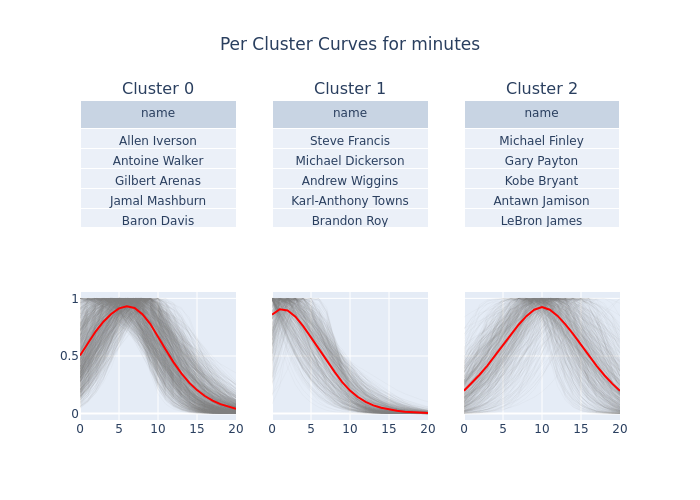 Per Cluster Curves for minutes
Cluster 0 Cluster 1 Cluster 2
name name name
Allen Iverson Steve Francis Michael Finley
Antoine Walker Michael Dickerson Gary Payton
Gilbert Arenas Andrew Wiggins Kobe Bryant
Jamal Mashburn Karl-Anthony Towns Antawn Jamison
Baron Davis Brandon Roy LeBron James
1
0.5
0
0 5 10 15 20 0 5 10 15 20 0 5 10 15 20